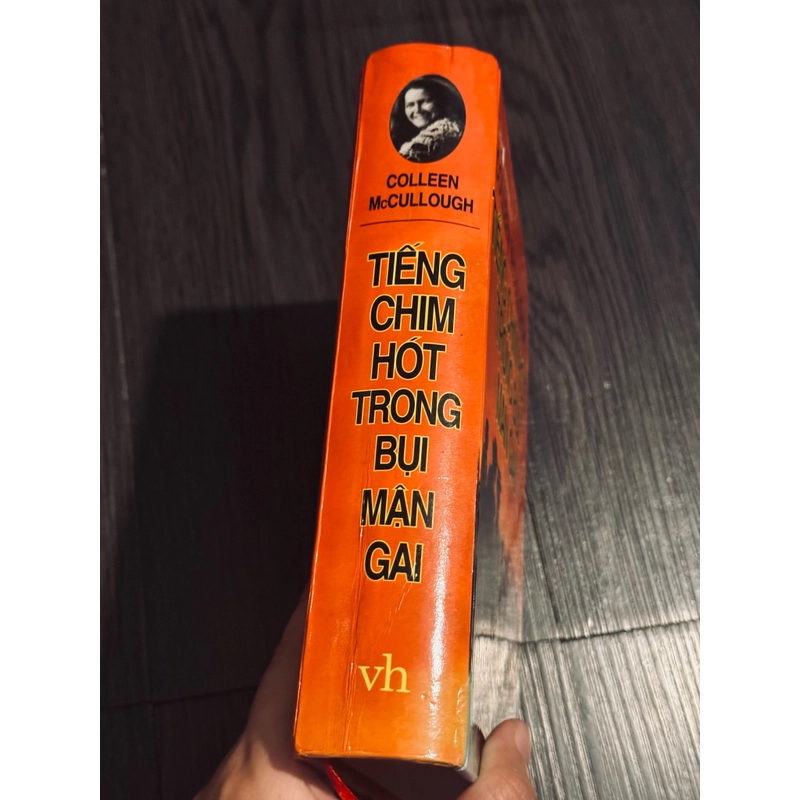 COLLEEN
McCULLOUGH
TIẾNG
CHIM
HÓT
TRONG
BỤI
MẬN
GAI
vh